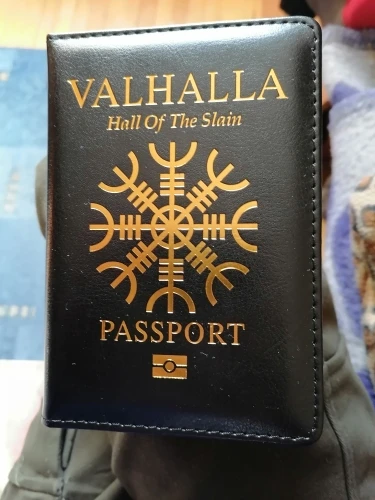 VALHALLA
Hall Of The Slain
PASSPORT